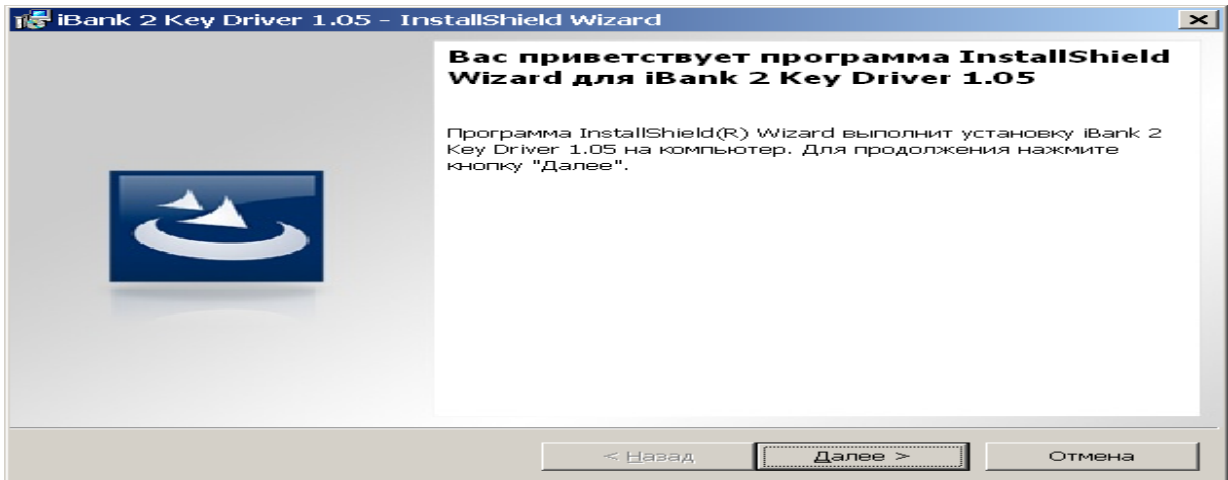 iBank 2 Key Driver 1.05 - InstallShield Wizard
Вас приветствует программа InstallShield
Wizard для iBank 2 Key Driver 1.05
Программа InstallShield(R) Wizard выполнит установку iBank 2
Key Driver 1.05 на компьютер. Для продолжения нажмите
кнопку "Далее".
< Назад
Далее >
Отмена